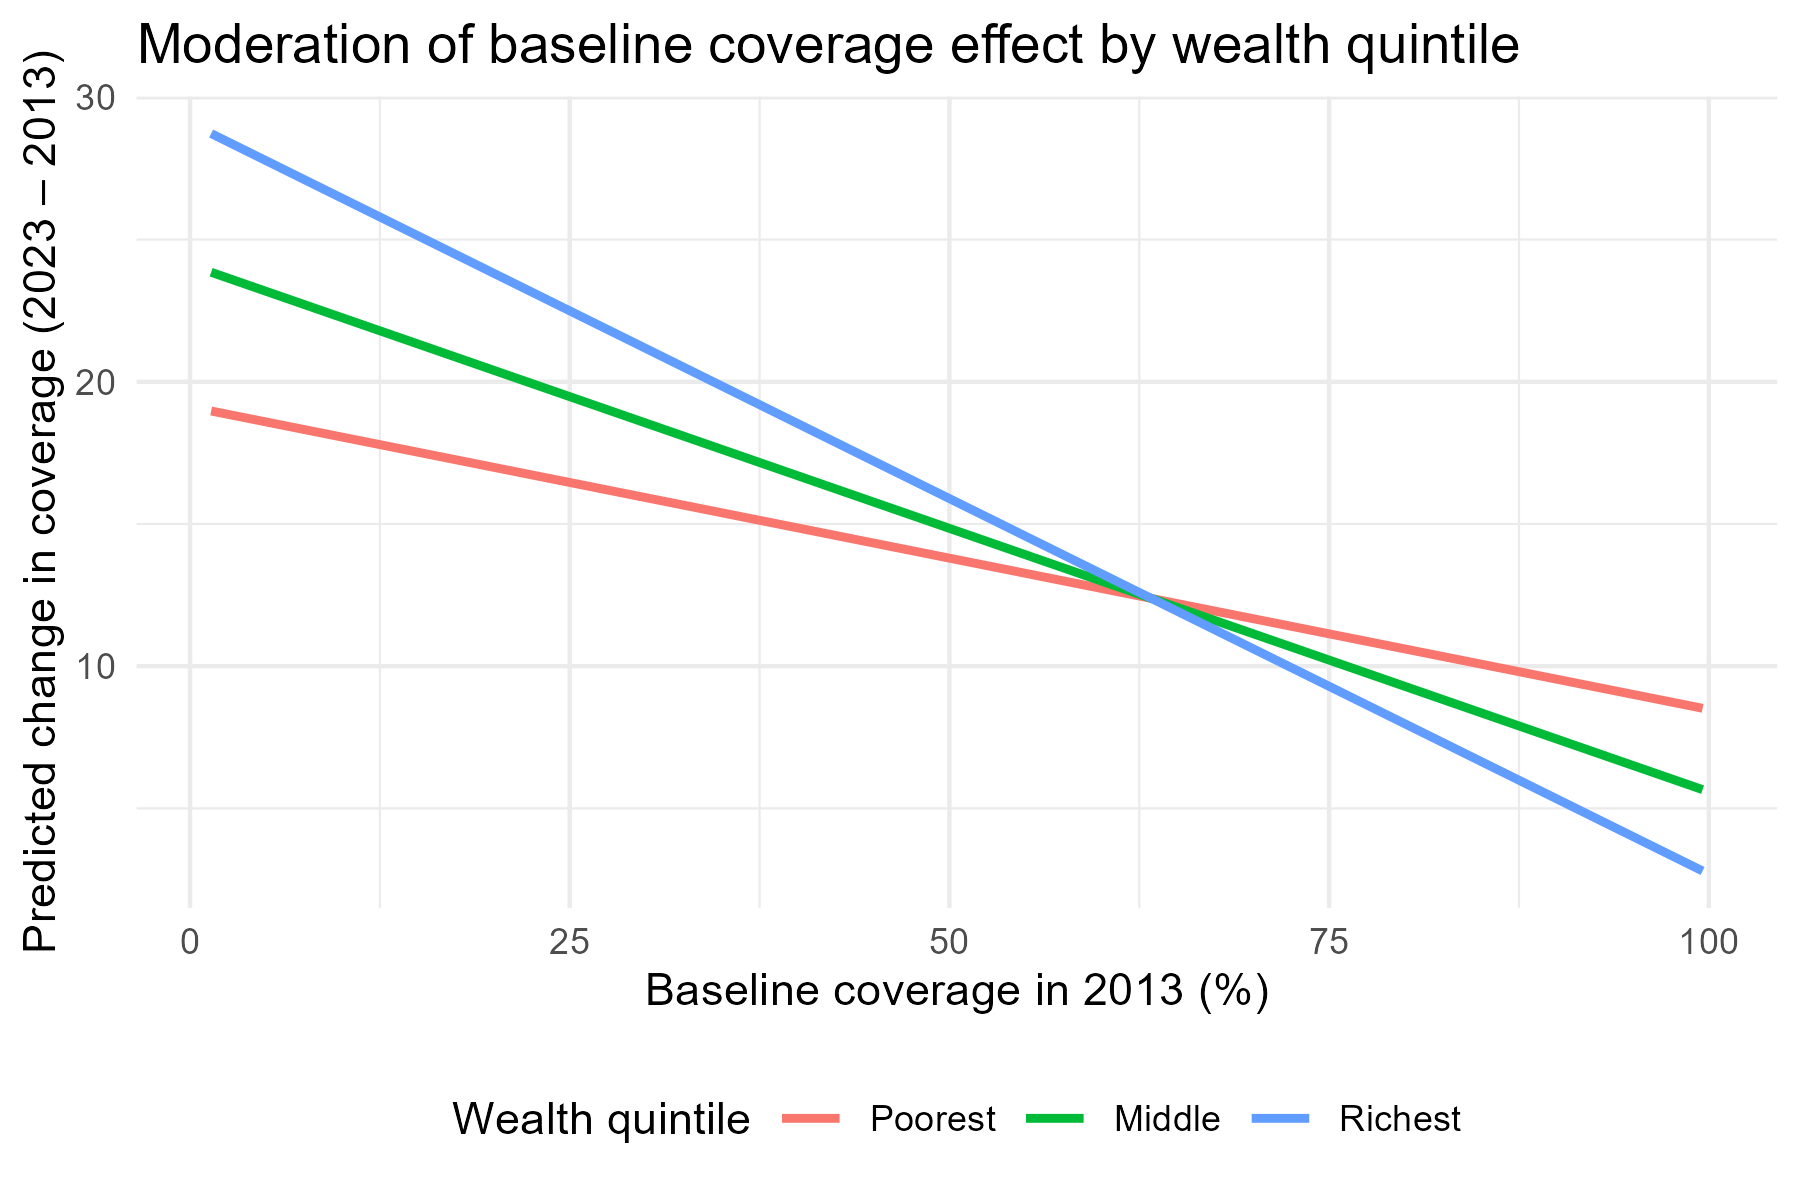 Moderation of baseline coverage effect by wealth quintile
Predicted change in coverage (2023 – 2013)
30
20
10
0 25 50 75 100
Baseline coverage in 2013 (%)
Wealth quintile Poorest Middle Richest